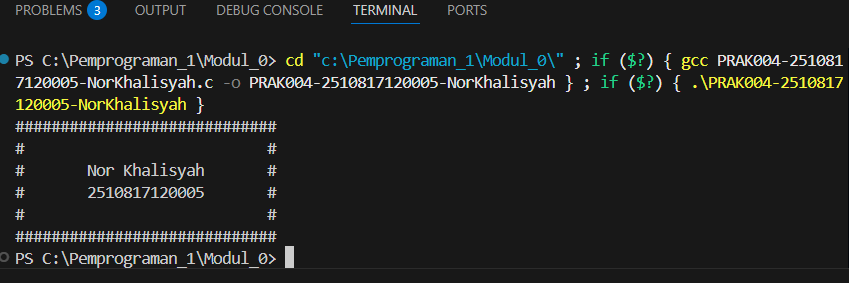 PROBLEMS 3 OUTPUT DEBUG CONSOLE TERMINAL PORTS
PS C:\Pemprograman_1\Modul_0> cd "c:\Pemprograman_1\Modul_0\" ; if ($?) { gcc PRAK004-251081
7120005-NorKhalisyah.c -o PRAK004-2510817120005-NorKhalisyah } ; if ($?) { .\PRAK004-2510817
120005-NorKhalisyah }
#############################
#                           #
#       Nor Khalisyah       #
#       2510817120005       #
#                           #
#############################
PS C:\Pemprograman_1\Modul_0>